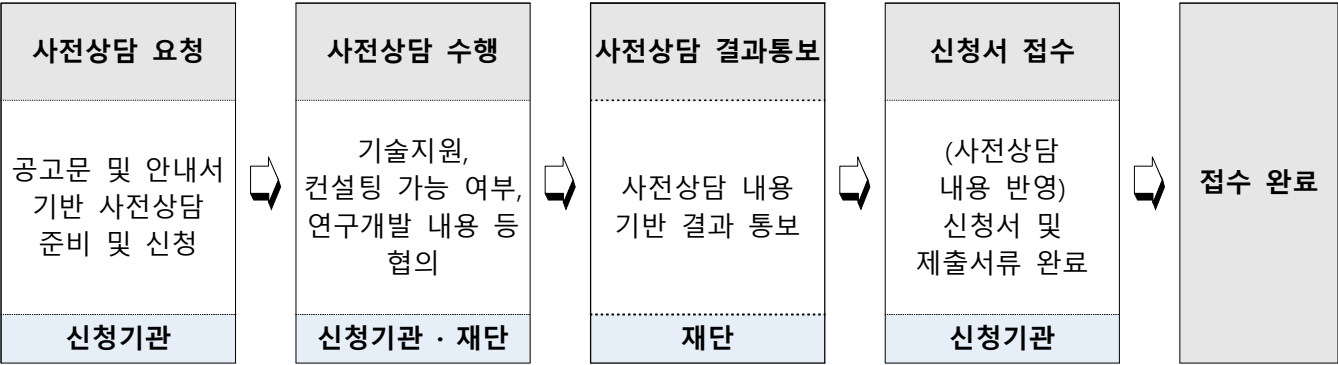 사전상담 요청
공고문 및 안내서
기반 사전상담
준비 및 신청
신청기관
사전상담 수행
기술지원,
컨설팅 가능 여부,
연구개발 내용 등
협의
신청기관 · 재단
사전상담 결과통보
사전상담 내용
기반 결과 통보
재단
신청서 접수
(사전상담
내용 반영)
신청서 및
제출서류 완료
신청기관
접수 완료